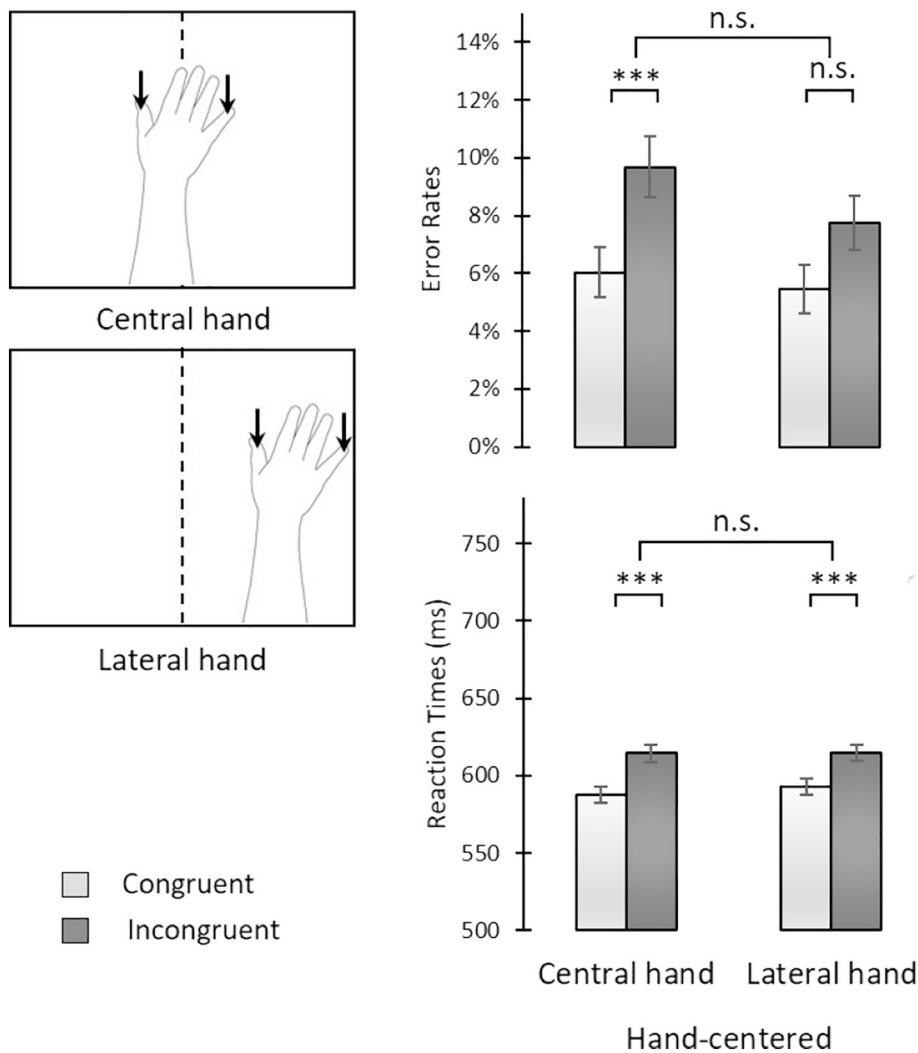 Central hand
Lateral hand
Congruent
Incongruent
n.s.
*** n.s.
Error Rates
14%
12%
10%
8%
6%
4%
2%
0%
n.s.
*** ***
Reaction Times (ms)
750
700
650
600
550
500
Central hand Lateral hand
Hand-centered